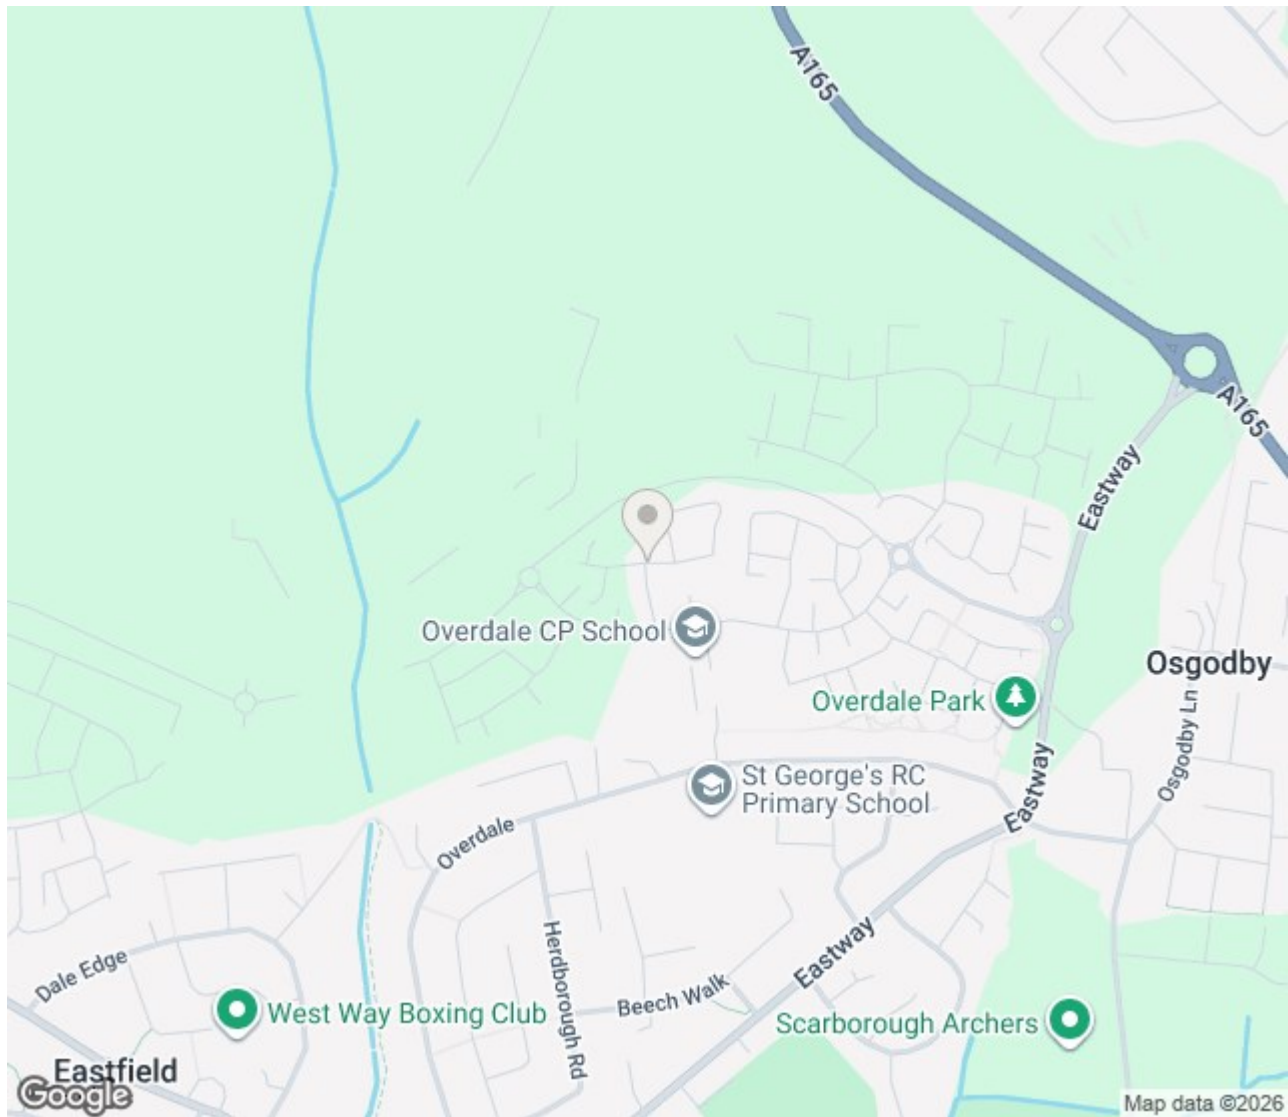 A165
A165
Eastway
Overdale CP School
Osgodby
Overdale Park
Osgodby Ln
St George's RC
Primary School
Eastway
Overdale
Herdborough Rd
Eastway
Dale Edge
Beech Walk
West Way Boxing Club
Scarborough Archers
Eastfield
Google
Map data ©2026